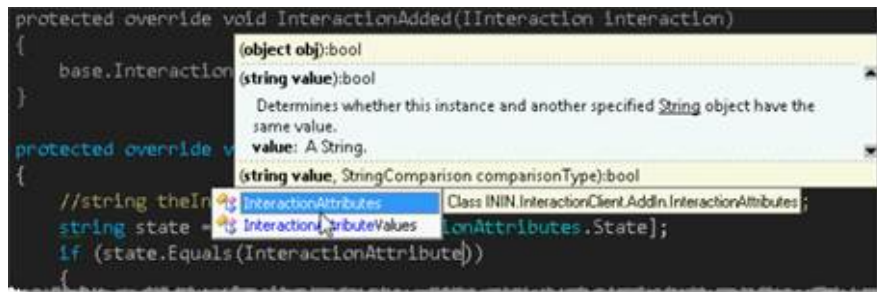 protected override void InteractionAdded(IInteraction interaction)
{
(object obj):bool
base.Interaction
(string value):bool
Determines whether this instance and another specified String object have the
same value.
value: A String.
}
protected override v
(string value, StringComparison comparisonType):bool
{
//string theIn
InteractionAttributes
Class ININ.InteractionClient.AddIn.InteractionAttributes
;
string state =
InteractionAttributeValues
onAttributes.State];
if (state.Equals(InteractionAttribute))
{